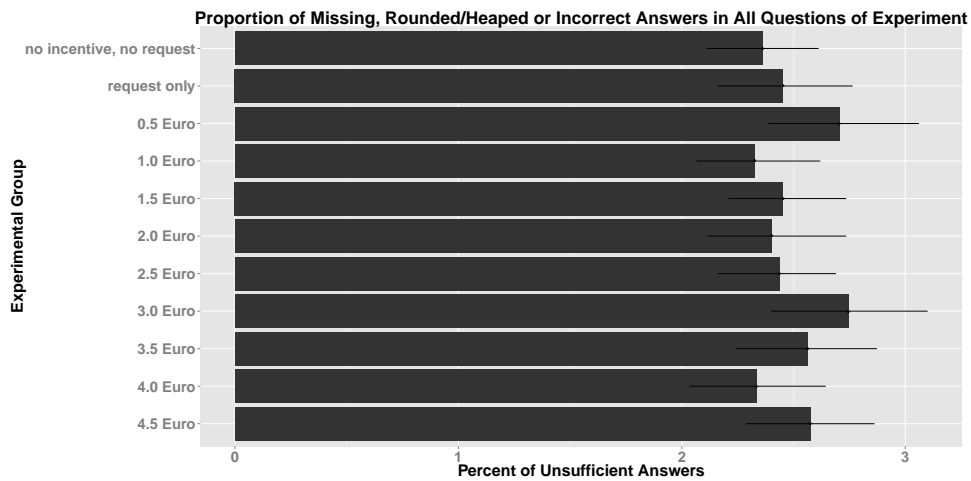 Proportion of Missing, Rounded/Heaped or Incorrect Answers in All Questions of Experiment
Experimental Group
no incentive, no request
request only
0.5 Euro
1.0 Euro
1.5 Euro
2.0 Euro
2.5 Euro
3.0 Euro
3.5 Euro
4.0 Euro
4.5 Euro
0 1 2 3
Percent of Unsufficient Answers